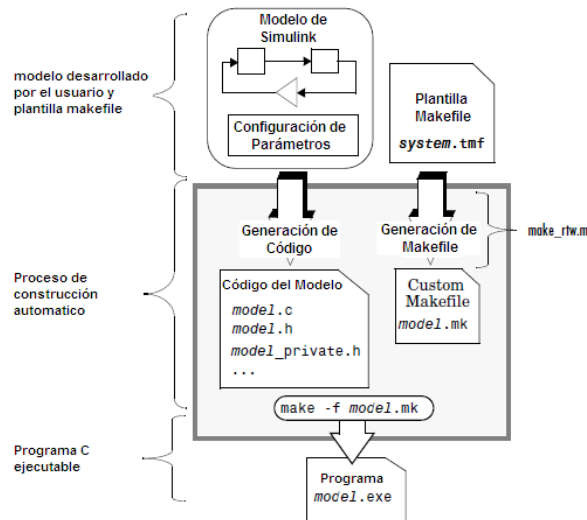 Modelo de
Simulink
modelo desarrollado
por el usuario y
plantilla makefile
Configuración de
Parámetros
Plantilla
Makefile
system.tmf
Generación de
Código
Generación de
Makefile
make_rtw.m
Proceso de
construcción
automatico
Código del Modelo
model.c
model.h
model_private.h
...
Custom
Makefile
model.mk
make -f model.mk
Programa C
ejecutable
Programa
model.exe